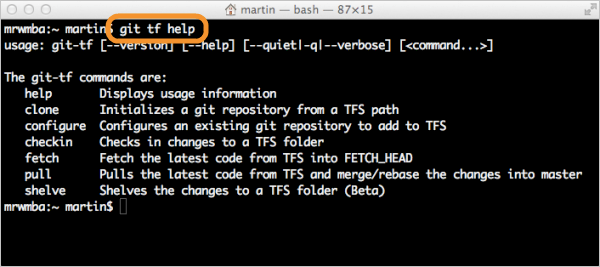 martin — bash — 87×15
mrwmba:~ martin$ git tf help
usage: git-tf [--version] [--help] [--quiet|-q|--verbose] [<command...>]
The git-tf commands are:
help Displays usage information
clone Initializes a git repository from a TFS path
configure Configures an existing git repository to add to TFS
checkin Checks in changes to a TFS folder
fetch Fetch the latest code from TFS into FETCH_HEAD
pull Pulls the latest code from TFS and merge/rebase the changes into master
shelve Shelves the changes to a TFS folder (Beta)
mrwmba:~ martin$